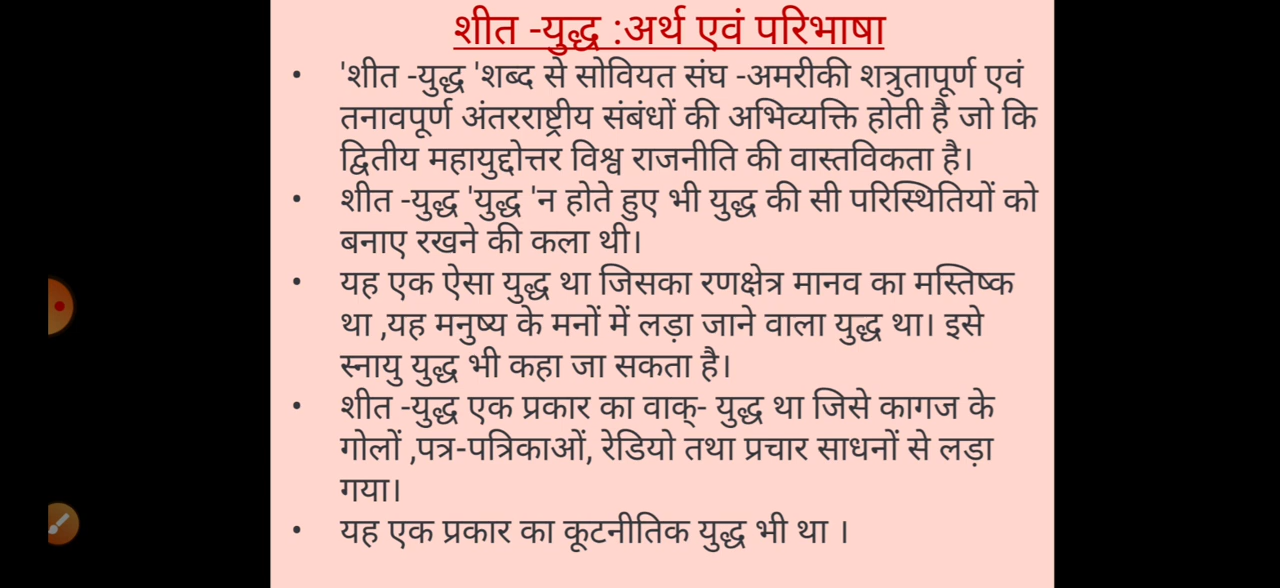 शीत -युद्ध :अर्थ एवं परिभाषा
• 'शीत -युद्ध 'शब्द से सोवियत संघ -अमरीकी शत्रुतापूर्ण एवं
तनावपूर्ण अंतरराष्ट्रीय संबंधों की अभिव्यक्ति होती है जो कि
द्वितीय महायुद्दोत्तर विश्व राजनीति की वास्तविकता है।
• शीत -युद्ध 'युद्ध 'न होते हुए भी युद्ध की सी परिस्थितियों को
बनाए रखने की कला थी।
• यह एक ऐसा युद्ध था जिसका रणक्षेत्र मानव का मस्तिष्क
था ,यह मनुष्य के मनों में लड़ा जाने वाला युद्ध था। इसे
स्नायु युद्ध भी कहा जा सकता है।
• शीत -युद्ध एक प्रकार का वाक्- युद्ध था जिसे कागज के
गोलों ,पत्र-पत्रिकाओं, रेडियो तथा प्रचार साधनों से लड़ा
गया।
• यह एक प्रकार का कूटनीतिक युद्ध भी था ।